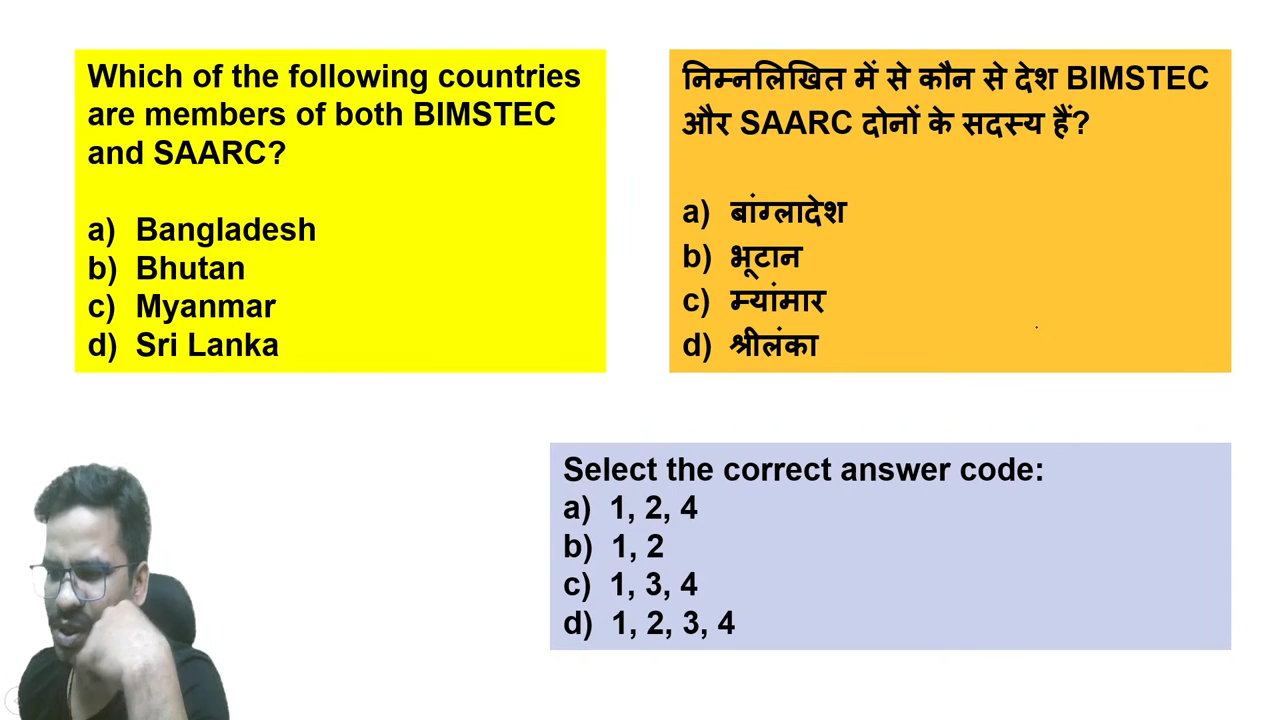 Which of the following countries
are members of both BIMSTEC
and SAARC?
a) Bangladesh
b) Bhutan
c) Myanmar
d) Sri Lanka
निम्नलिखित में से कौन से देश BIMSTEC
और SAARC दोनों के सदस्य हैं?
a) बांग्लादेश
b) भूटान
c) म्यांमार
d) श्रीलंका
Select the correct answer code:
a) 1, 2, 4
b) 1, 2
c) 1, 3, 4
d) 1, 2, 3, 4